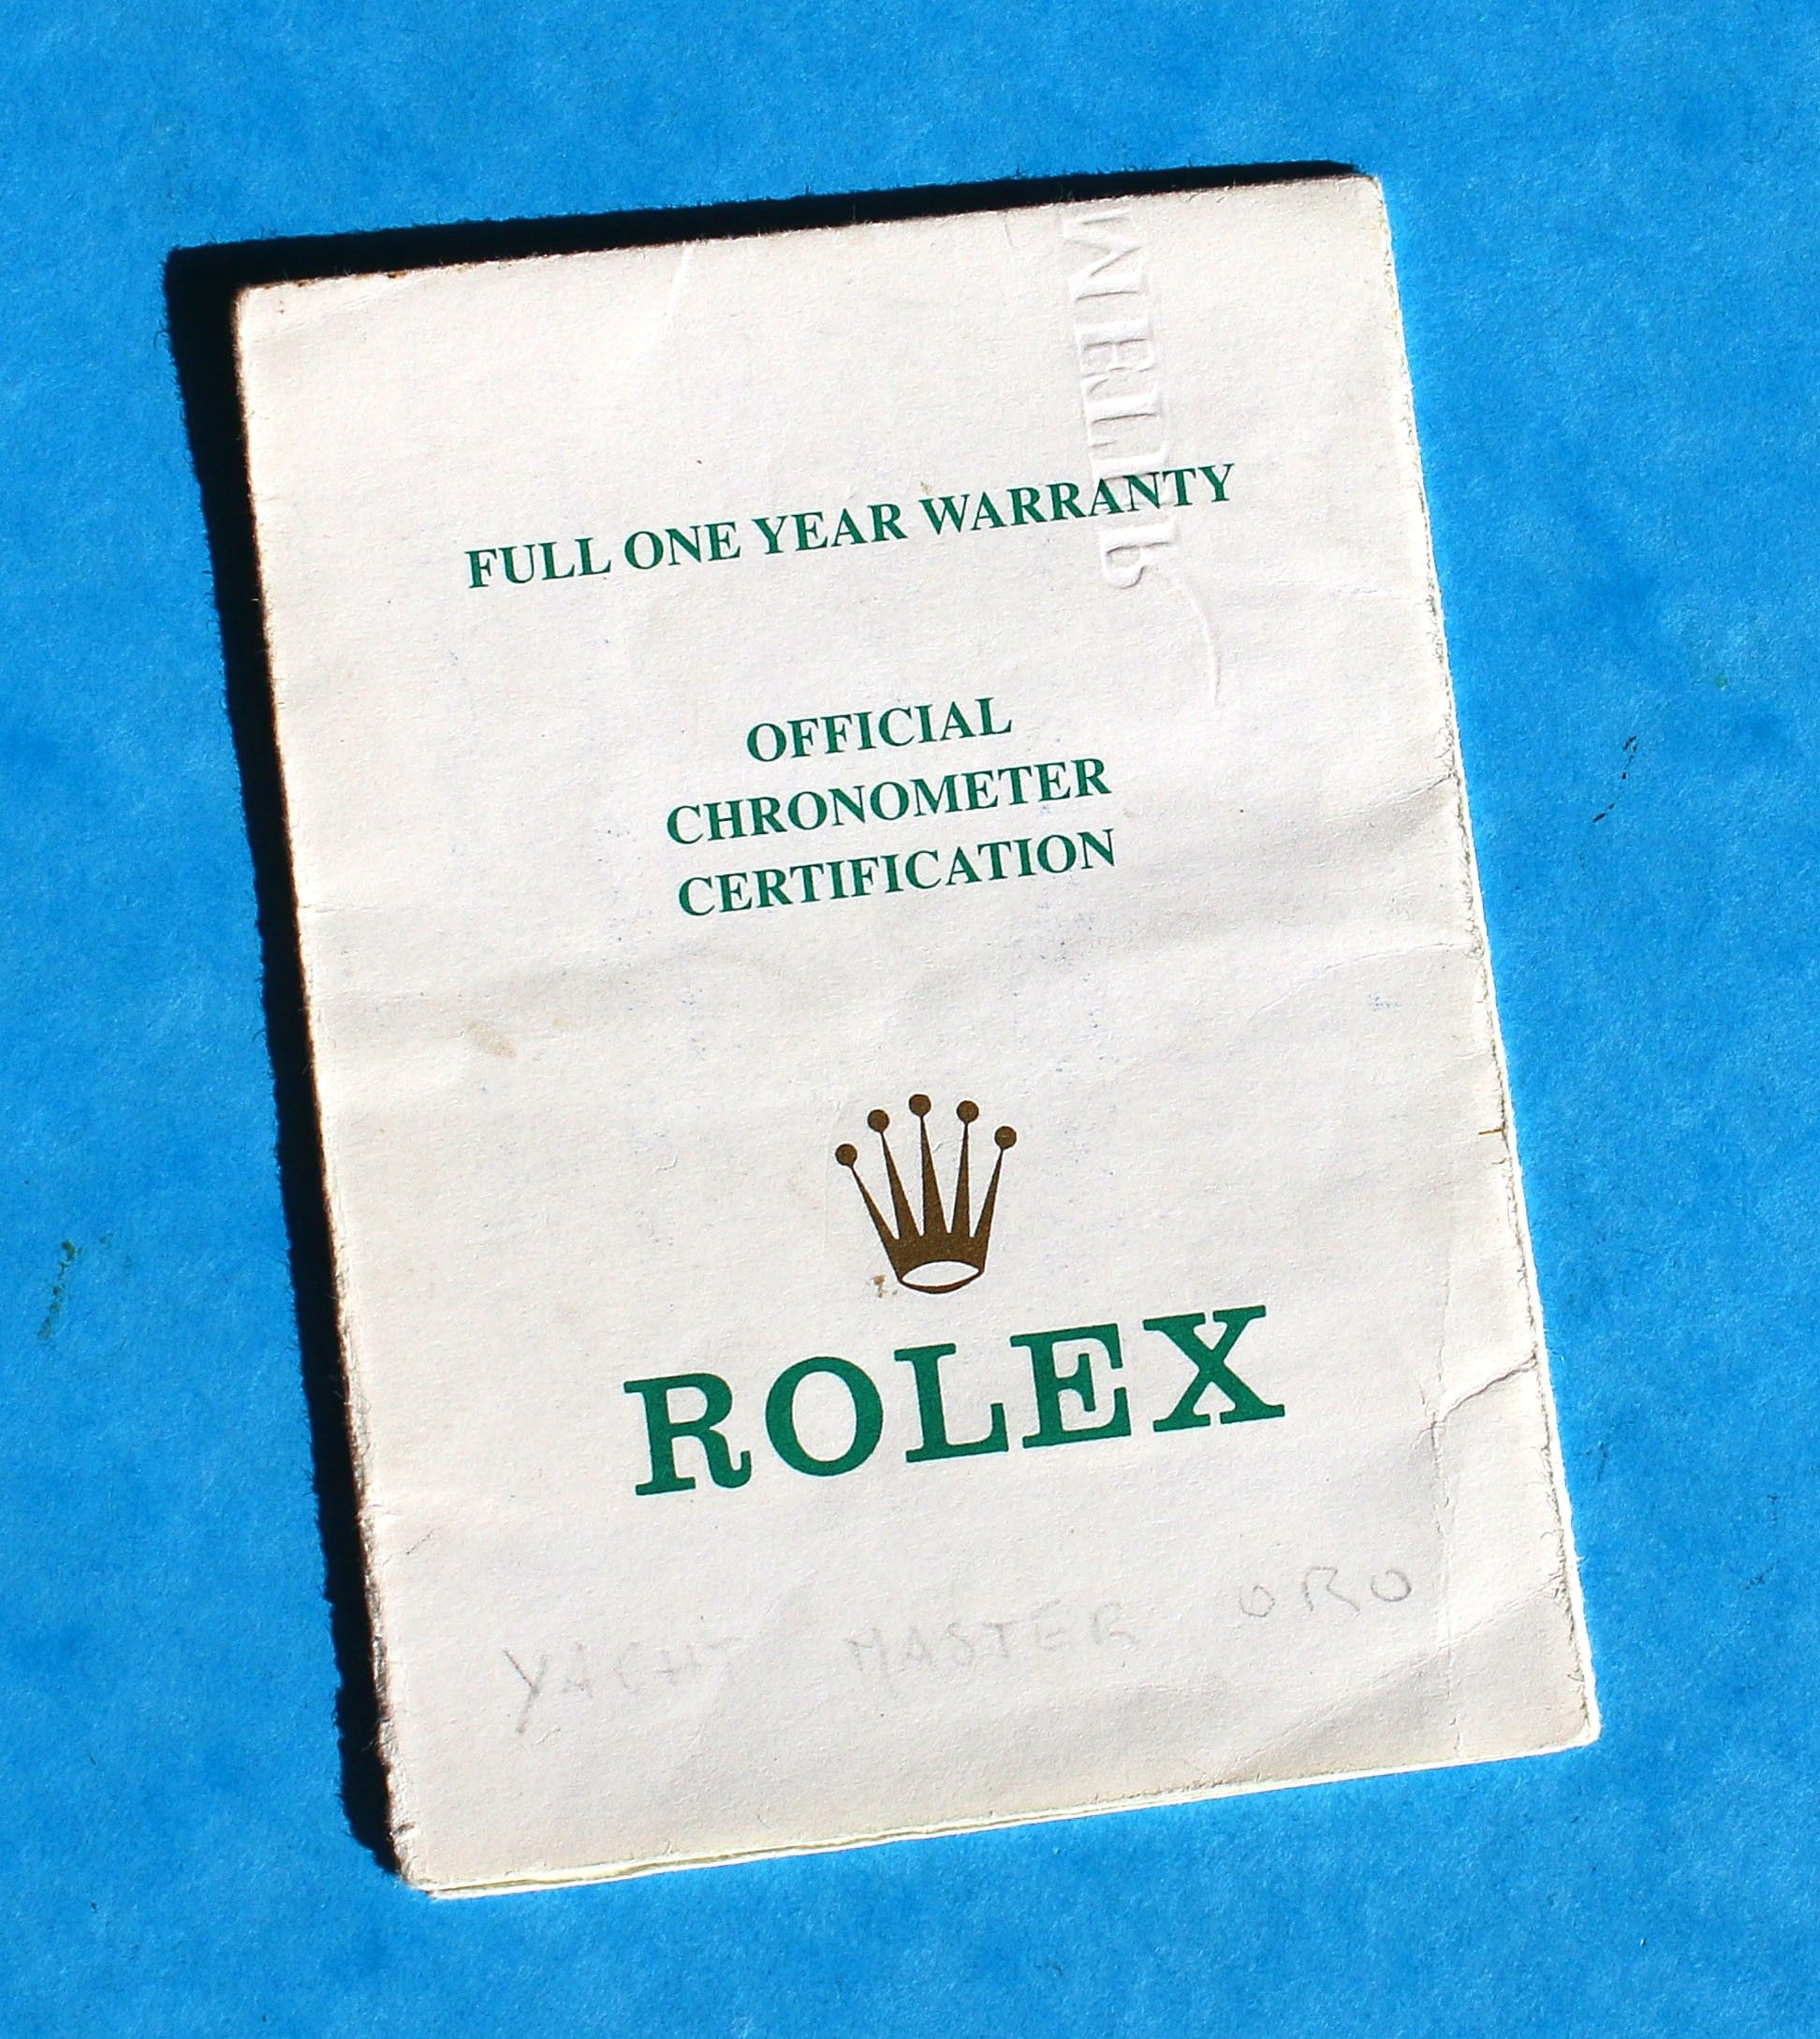 FULL ONE YEAR WARRANTY
OFFICIAL
CHRONOMETER
CERTIFICATION
ROLEX
YACHT MASTER ORO